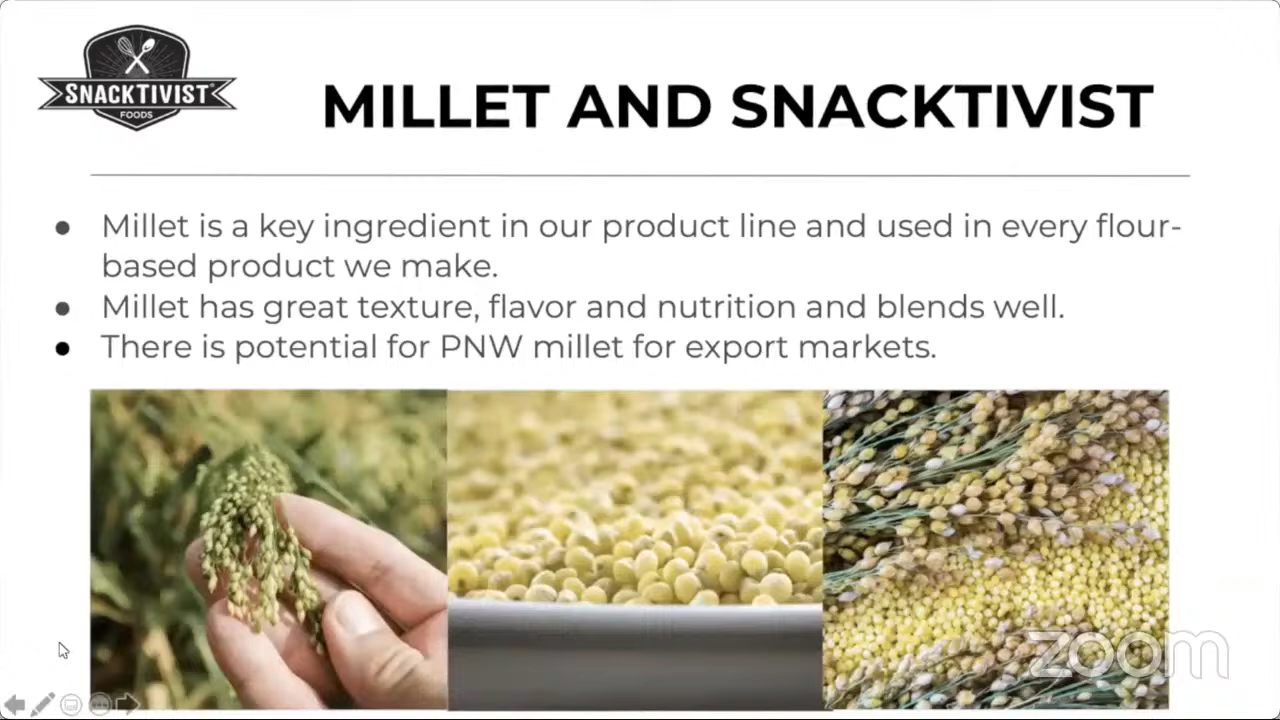 SNACKTIVIST
FOODS
MILLET AND SNACKTIVIST
● Millet is a key ingredient in our product line and used in every flour-
based product we make.
● Millet has great texture, flavor and nutrition and blends well.
● There is potential for PNW millet for export markets.
zoom